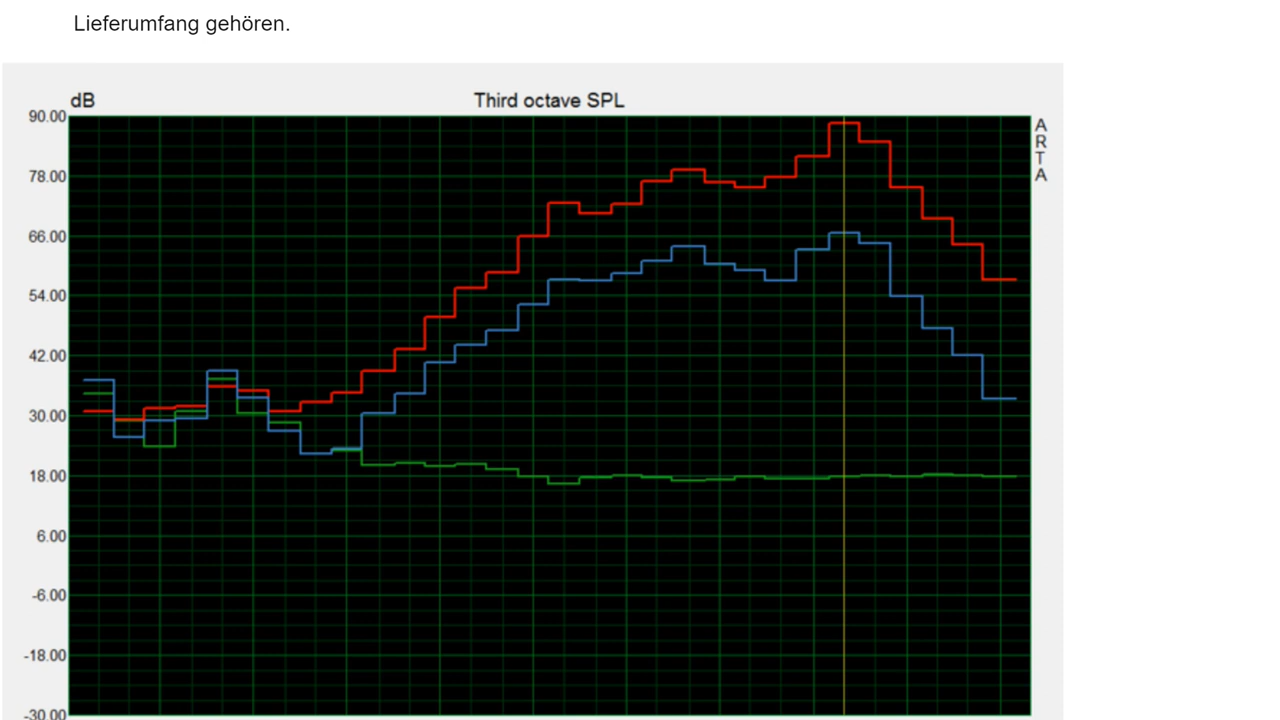 Lieferumfang gehören.
dB
Third octave SPL
90.00
78.00
66.00
54.00
42.00
30.00
18.00
6.00
-6.00
-18.00
-30.00
A
R
T
A